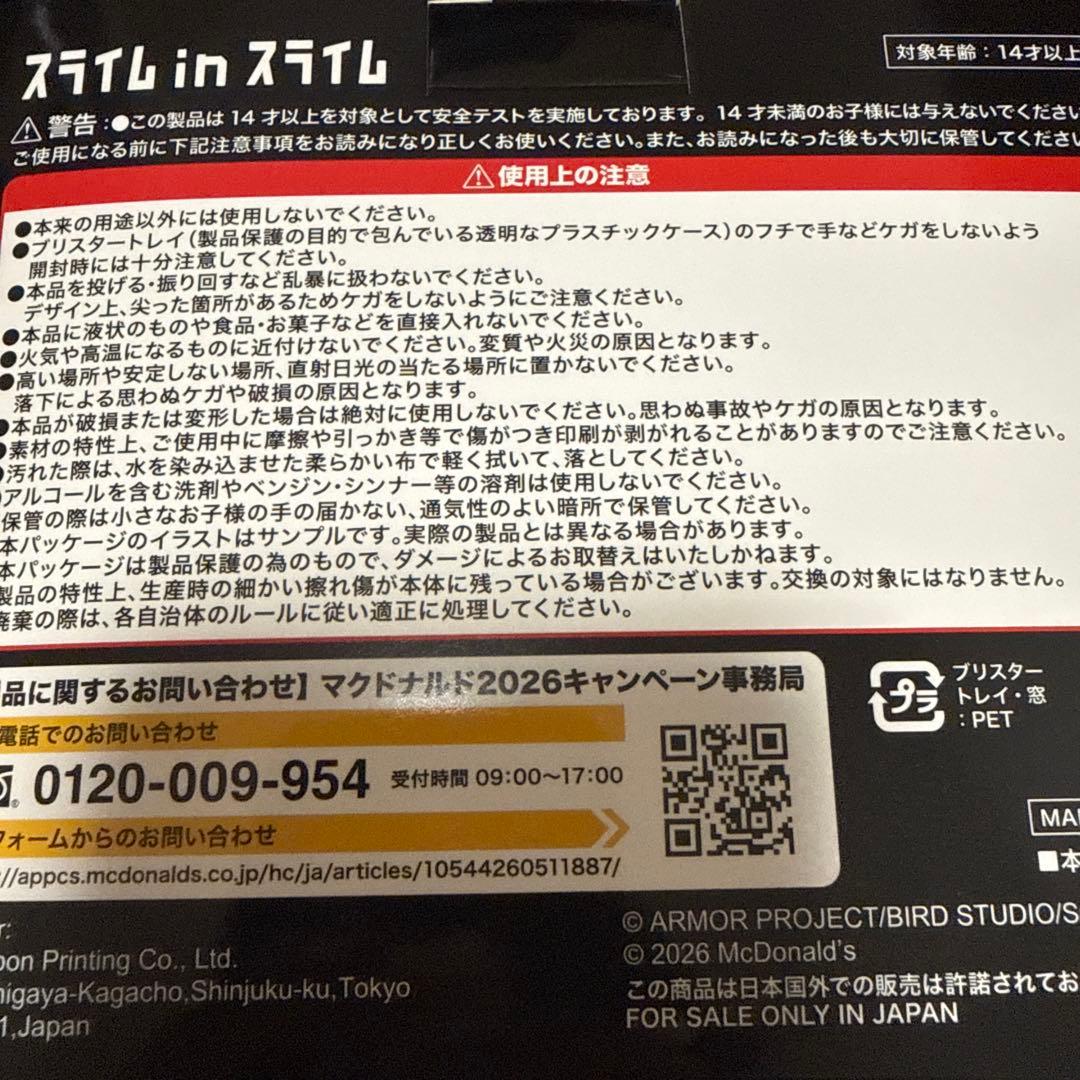 スライム in スライム
対象年齢:14才以上
警告:●この製品は 14 才以上を対象として安全テストを実施しております。14 才未満のお子様には与えないでください
ご使用になる前に下記注意事項をお読みになり正しくお使いください。また、お読みになった後も大切に保管してください
使用上の注意
●本来の用途以外には使用しないでください。
●ブリスタートレイ(製品保護の目的で包んでいる透明なプラスチックケース)のフチで手などケガをしないよう
開封時には十分注意してください。
●本品を投げる・振り回すなど乱暴に扱わないでください。
デザイン上、尖った箇所があるためケガをしないようにご注意ください。
●本品に液状のものや食品・お菓子などを直接入れないでください。
●火気や高温になるものに近付けないでください。変質や火災の原因となります。
●高い場所や安定しない場所、直射日光の当たる場所に置かないでください。
落下による思わぬケガや破損の原因となります。
●本品が破損または変形した場合は絶対に使用しないでください。思わぬ事故やケガの原因となります。
●素材の特性上、ご使用中に摩擦や引っかき等で傷がつき印刷が剥がれることがありますのでご注意ください。
●汚れた際は、水を染み込ませた柔らかい布で軽く拭いて、落としてください。
アルコールを含む洗剤やベンジン・シンナー等の溶剤は使用しないでください。
保管の際は小さなお子様の手の届かない、通気性のよい暗所で保管してください。
本パッケージのイラストはサンプルです。実際の製品とは異なる場合があります。
本パッケージは製品保護の為のもので、ダメージによるお取替えはいたしかねます。
製品の特性上、生産時の細かい擦れ傷が本体に残っている場合がございます。交換の対象にはなりません。
廃棄の際は、各自治体のルールに従い適正に処理してください。
品に関するお問い合わせ】マクドナルド2026キャンペーン事務局
電話でのお問い合わせ
0120-009-954 受付時間 09:00〜17:00
フォームからのお問い合わせ
//appcs.mcdonalds.co.jp/hc/ja/articles/10544260511887/
プラ
ブリスター
トレイ・窓
:PET
MA
■本
r:
pon Printing Co., Ltd.
higaya-Kagacho,Shinjuku-ku,Tokyo
1,Japan
© ARMOR PROJECT/BIRD STUDIO/S
© 2026 McDonald's
この商品は日本国外での販売は許諾されてお
FOR SALE ONLY IN JAPAN